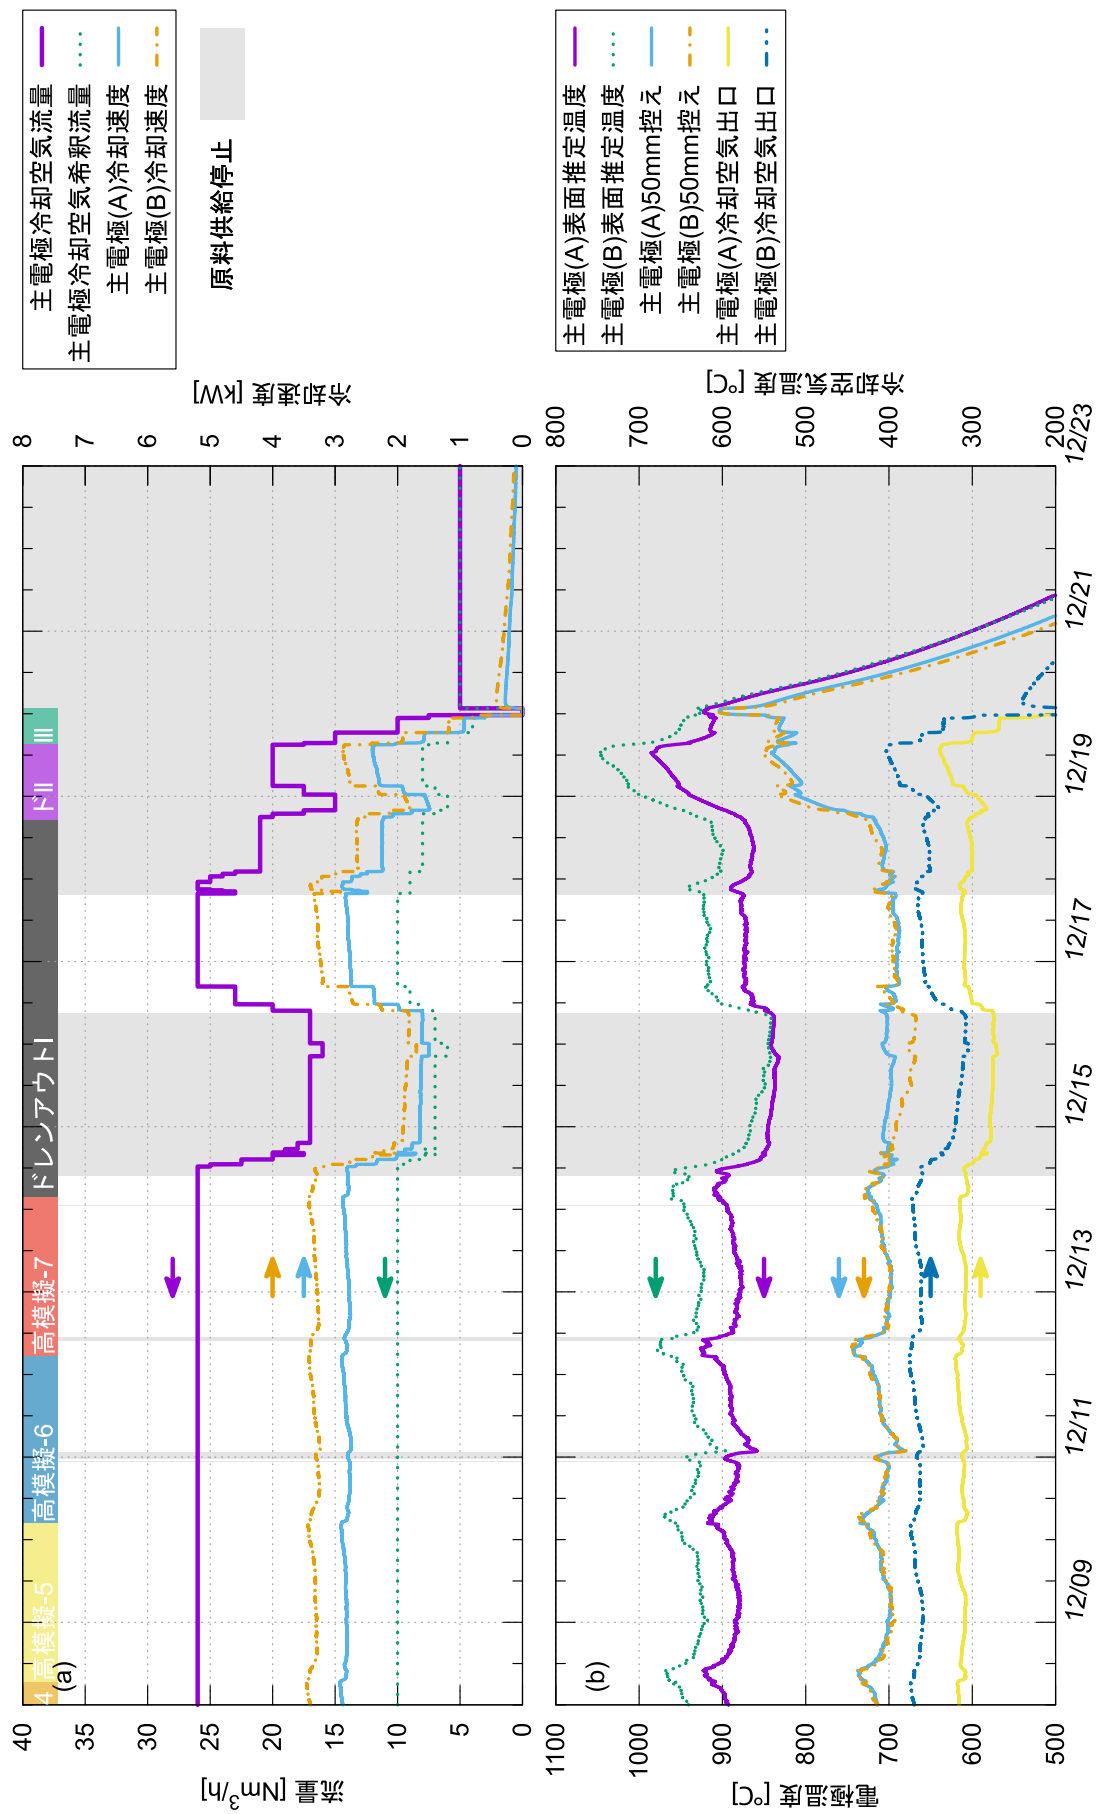 主電極冷却空気流量
主電極冷却空気希釈流量
主電極(A)冷却速度
主電極(B)冷却速度
原料供給停止
4
高模擬-5
高模擬-6
高模擬-7
ドレンアウトI
ドII
III
(a)
流量 [Nm³/h]
40
35
30
25
20
15
10
5
0
冷却速度 [kW]
8
7
6
5
4
3
2
1
0
主電極(A)表面推定温度
主電極(B)表面推定温度
主電極(A)50mm控え
主電極(B)50mm控え
主電極(A)冷却空気出口
主電極(B)冷却空気出口
(b)
電極温度 [°C]
1100
1000
900
800
700
600
500
冷却空気温度 [°C]
800
700
600
500
400
300
200
12/09
12/11
12/13
12/15
12/17
12/19
12/21
12/23